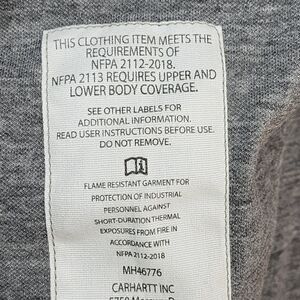 THIS CLOTHING ITEM MEETS THE
REQUIREMENTS OF
NFPA 2112-2018.
NFPA 2113 REQUIRES UPPER AND
LOWER BODY COVERAGE.
SEE OTHER LABELS FOR
ADDITIONAL INFORMATION.
READ USER INSTRUCTIONS BEFORE USE.
DO NOT REMOVE.
FLAME RESISTANT GARMENT FOR
PROTECTION OF INDUSTRIAL
PERSONNEL AGAINST
SHORT-DURATION THERMAL
EXPOSURES FROM FIRE IN
ACCORDANCE WITH
NFPA 2112-2018
MH46776
CARHARTT INC